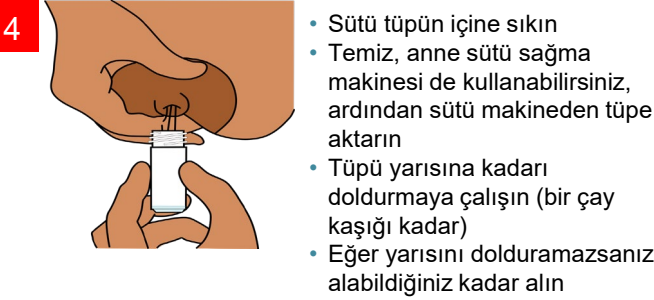 4
• Sütü tüpün içine sıkın
• Temiz, anne sütü sağma
makinesi de kullanabilirsiniz,
ardından sütü makineden tüpe
aktarın
• Tüpü yarısına kadarı
doldurmaya çalışın (bir çay
kaşığı kadar)
• Eğer yarısını dolduramazsanız
alabildiğiniz kadar alın